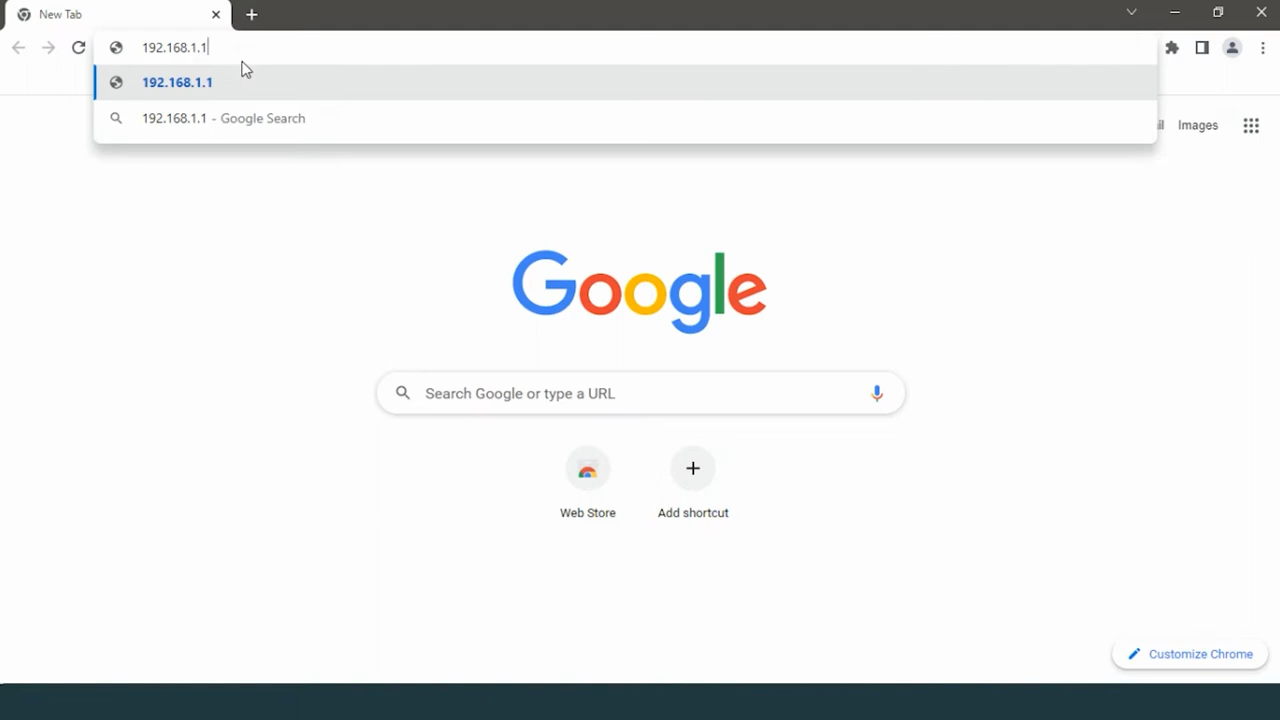 New Tab
192.168.1.1
192.168.1.1
192.168.1.1 - Google Search
Images
Google
Search Google or type a URL
Web Store
Add shortcut
Customize Chrome